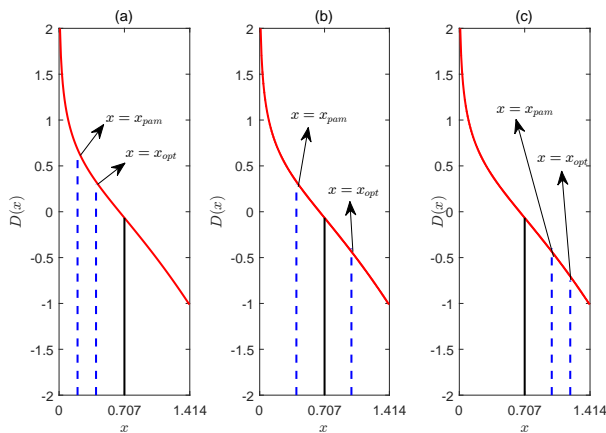 (a)
(b)
(c)
2
1.5
1
0.5
0
-0.5
-1
-1.5
-2
D(x)
x = x_pam
x = x_opt
0
0.707
1.414
x
2
1.5
1
0.5
0
-0.5
-1
-1.5
-2
D(x)
x = x_pam
x = x_opt
0
0.707
1.414
x
2
1.5
1
0.5
0
-0.5
-1
-1.5
-2
D(x)
x = x_pam
x = x_opt
0
0.707
1.414
x